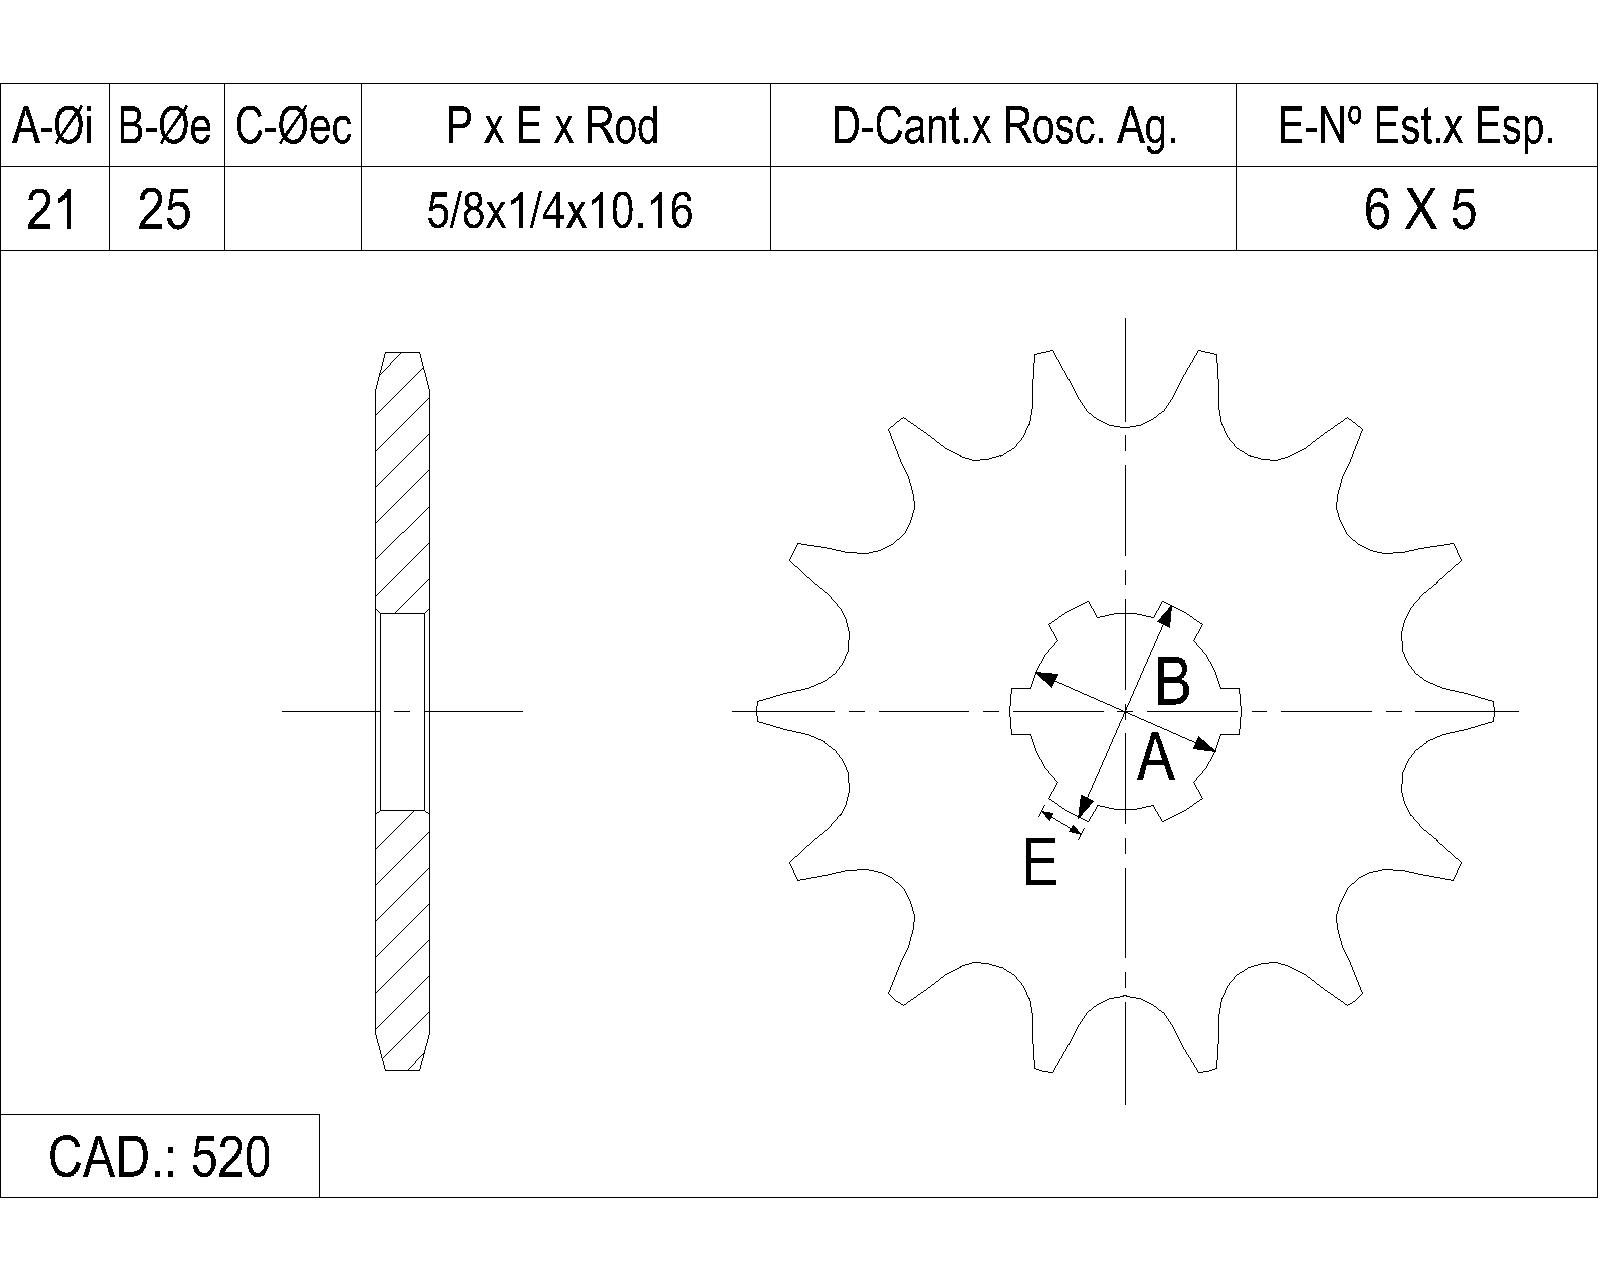 A-Øi B-Øe C-Øec P x E x Rod D-Cant.x Rosc. Ag. E-Nº Est.x Esp.
21 25 5/8x1/4x10.16 6 X 5
B
A
E
CAD.: 520